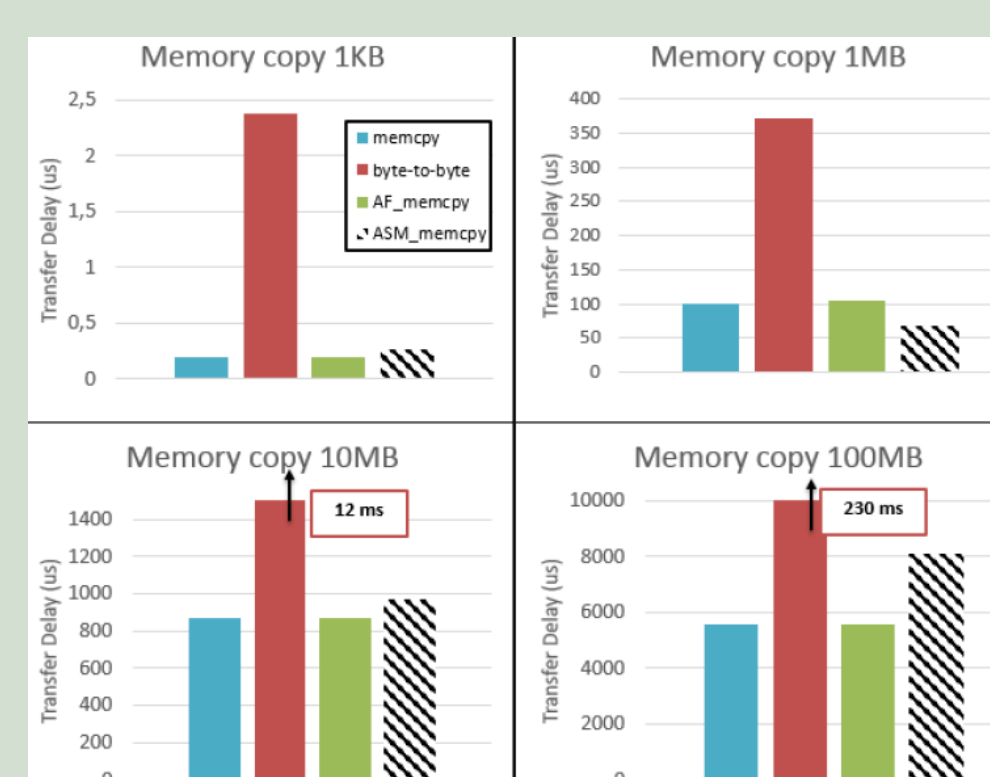 Memory copy 1KB
Transfer Delay (us)
2,5
2
1,5
1
0,5
0
memcpy
byte-to-byte
AF_memcpy
ASM_memcpy
Memory copy 1MB
Transfer Delay (us)
400
350
300
250
200
150
100
50
0
Memory copy 10MB
12 ms
Transfer Delay (us)
1400
1200
1000
800
600
400
200
0
Memory copy 100MB
230 ms
Transfer Delay (us)
10000
8000
6000
4000
2000
0